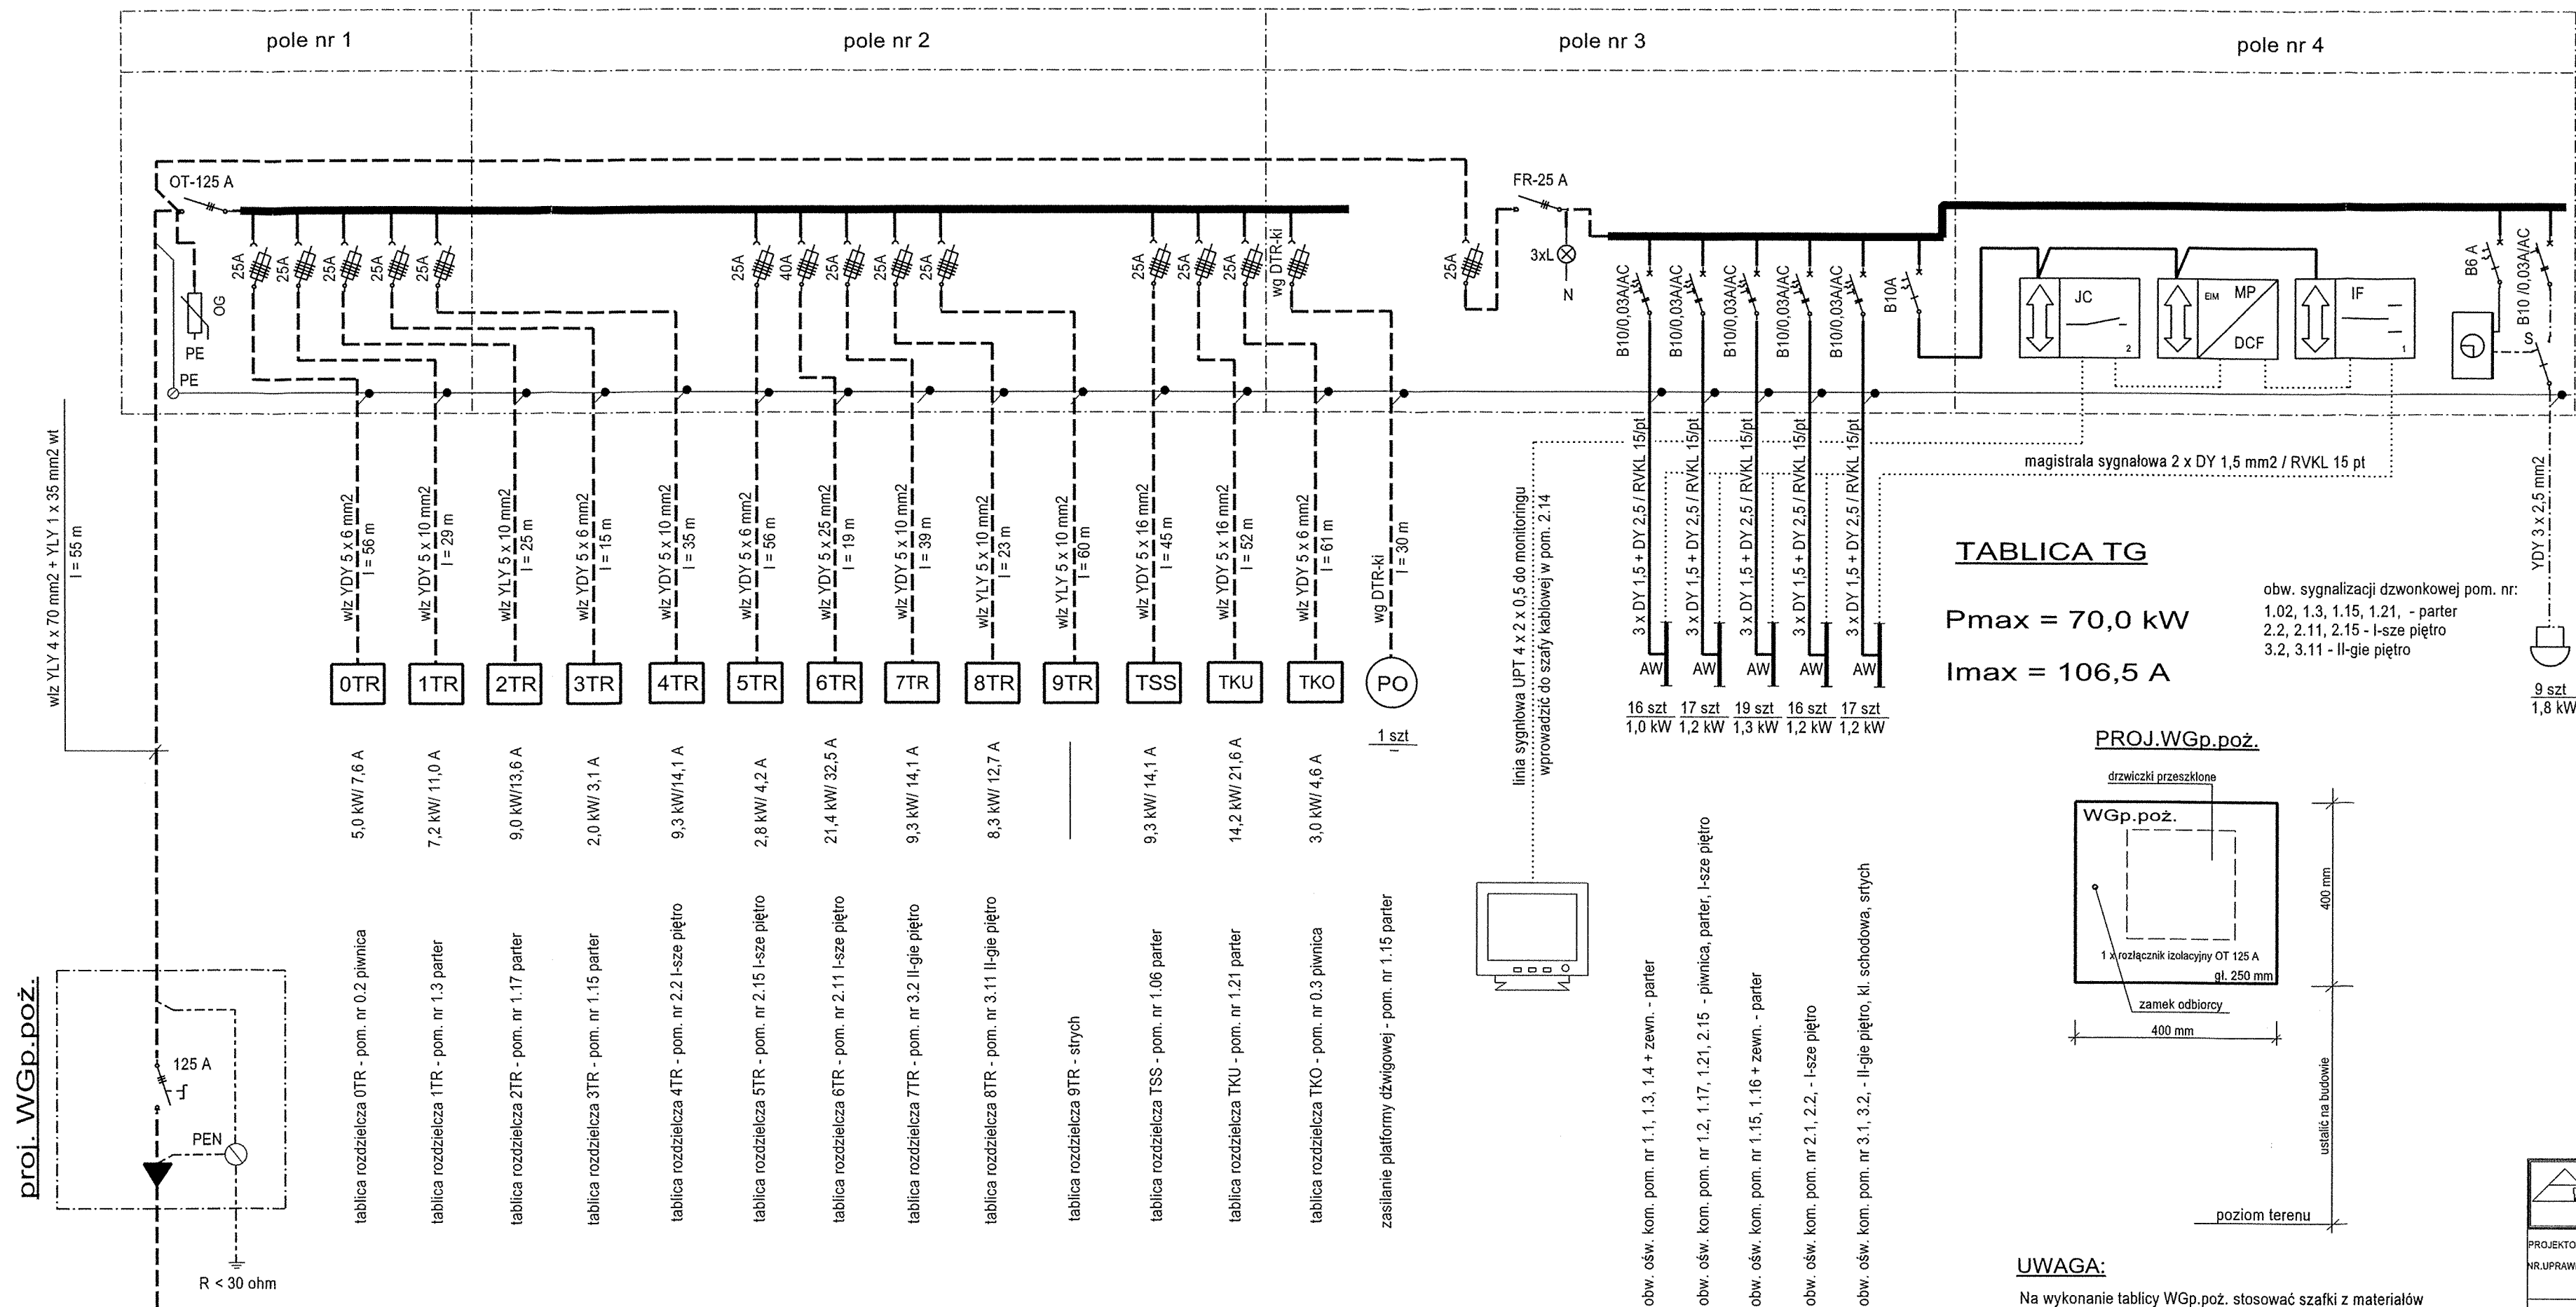 pole nr 1
pole nr 2
pole nr 3
pole nr 4
OT-125 A
25A
25A
25A
25A
25A
25A
40A
25A
25A
25A
25A
25A
25A
wg DTR-ki
25A
FR-25 A
3xL
N
B10/0,03A/AC
B10/0,03A/AC
B10/0,03A/AC
B10/0,03A/AC
B10/0,03A/AC
B10A
JC
2
EIM
MP
DCF
IF
1
B6 A
B10 /0,03A/AC
S
OG
PE
PE
wlz YLY 4 x 70 mm2 + YLY 1 x 35 mm2 wt
l = 55 m
wlz YDY 5 x 6 mm2
l = 56 m
wlz YDY 5 x 10 mm2
l = 29 m
wlz YLY 5 x 10 mm2
l = 25 m
wlz YDY 5 x 6 mm2
l = 15 m
wlz YDY 5 x 10 mm2
l = 35 m
wlz YDY 5 x 6 mm2
l = 56 m
wlz YDY 5 x 25 mm2
l = 19 m
wlz YDY 5 x 10 mm2
l = 39 m
wlz YLY 5 x 10 mm2
l = 23 m
wlz YLY 5 x 10 mm2
l = 60 m
wlz YDY 5 x 16 mm2
l = 45 m
wlz YDY 5 x 16 mm2
l = 52 m
wlz YDY 5 x 6 mm2
l = 61 m
wg DTR-ki
l = 30 m
linia sygnłowa UPT 4 x 2 x 0,5 do monitoringu
wprowadzić do szafy kablowej w pom. 2.14
3 x DY 1,5 + DY 2,5 / RVKL 15/pt
3 x DY 1,5 + DY 2,5 / RVKL 15/pt
3 x DY 1,5 + DY 2,5 / RVKL 15/pt
3 x DY 1,5 + DY 2,5 / RVKL 15/pt
3 x DY 1,5 + DY 2,5 / RVKL 15/pt
magistrala sygnałowa 2 x DY 1,5 mm2 / RVKL 15 pt
YDY 3 x 2,5 mm2
TABLICA TG
Pmax = 70,0 kW
Imax = 106,5 A
obw. sygnalizacji dzwonkowej pom. nr:
1.02, 1.3, 1.15, 1.21, - parter
2.2, 2.11, 2.15 - I-sze piętro
3.2, 3.11 - II-gie piętro
9 szt
1,8 kW
0TR
1TR
2TR
3TR
4TR
5TR
6TR
7TR
8TR
9TR
TSS
TKU
TKO
PO
1 szt
–
AW
AW
AW
AW
AW
16 szt
1,0 kW
17 szt
1,2 kW
19 szt
1,3 kW
16 szt
1,2 kW
17 szt
1,2 kW
5,0 kW/ 7,6 A
7,2 kW/ 11,0 A
9,0 kW/13,6 A
2,0 kW/ 3,1 A
9,3 kW/14,1 A
2,8 kW/ 4,2 A
21,4 kW/ 32,5 A
9,3 kW/ 14,1 A
8,3 kW/ 12,7 A
9,3 kW/ 14,1 A
14,2 kW/ 21,6 A
3,0 kW/ 4,6 A
tablica rozdzielcza 0TR - pom. nr 0.2 piwnica
tablica rozdzielcza 1TR - pom. nr 1.3 parter
tablica rozdzielcza 2TR - pom. nr 1.17 parter
tablica rozdzielcza 3TR - pom. nr 1.15 parter
tablica rozdzielcza 4TR - pom. nr 2.2 I-sze piętro
tablica rozdzielcza 5TR - pom. nr 2.15 I-sze piętro
tablica rozdzielcza 6TR - pom. nr 2.11 I-sze piętro
tablica rozdzielcza 7TR - pom. nr 3.2 II-gie piętro
tablica rozdzielcza 8TR - pom. nr 3.11 II-gie piętro
tablica rozdzielcza 9TR - strych
tablica rozdzielcza TSS - pom. nr 1.06 parter
tablica rozdzielcza TKU - pom. nr 1.21 parter
tablica rozdzielcza TKO - pom. nr 0.3 piwnica
zasilanie platformy dźwigowej - pom. nr 1.15 parter
obw. ośw. kom. pom. nr 1.1, 1.3, 1.4 + zewn. - parter
obw. ośw. kom. pom. nr 1.2, 1.17, 1.21, 2.15 - piwnica, parter, I-sze piętro
obw. ośw. kom. pom. nr 1.15, 1.16 + zewn. - parter
obw. ośw. kom. pom. nr 2.1, 2.2, - I-sze piętro
obw. ośw. kom. pom. nr 3.1, 3.2, - II-gie piętro, kl. schodowa, srtych
proj. WGp.poż.
125 A
PEN
R < 30 ohm
PROJ.WGp.poż.
drzwiczki przeszklone
WGp.poż.
1 x rozłącznik izolacyjny OT 125 A
gł. 250 mm
zamek odbiorcy
400 mm
400 mm
ustalić na budowie
poziom terenu
UWAGA:
Na wykonanie tablicy WGp.poż. stosować szafki z materiałów
PROJEKTO
NR.UPRAW